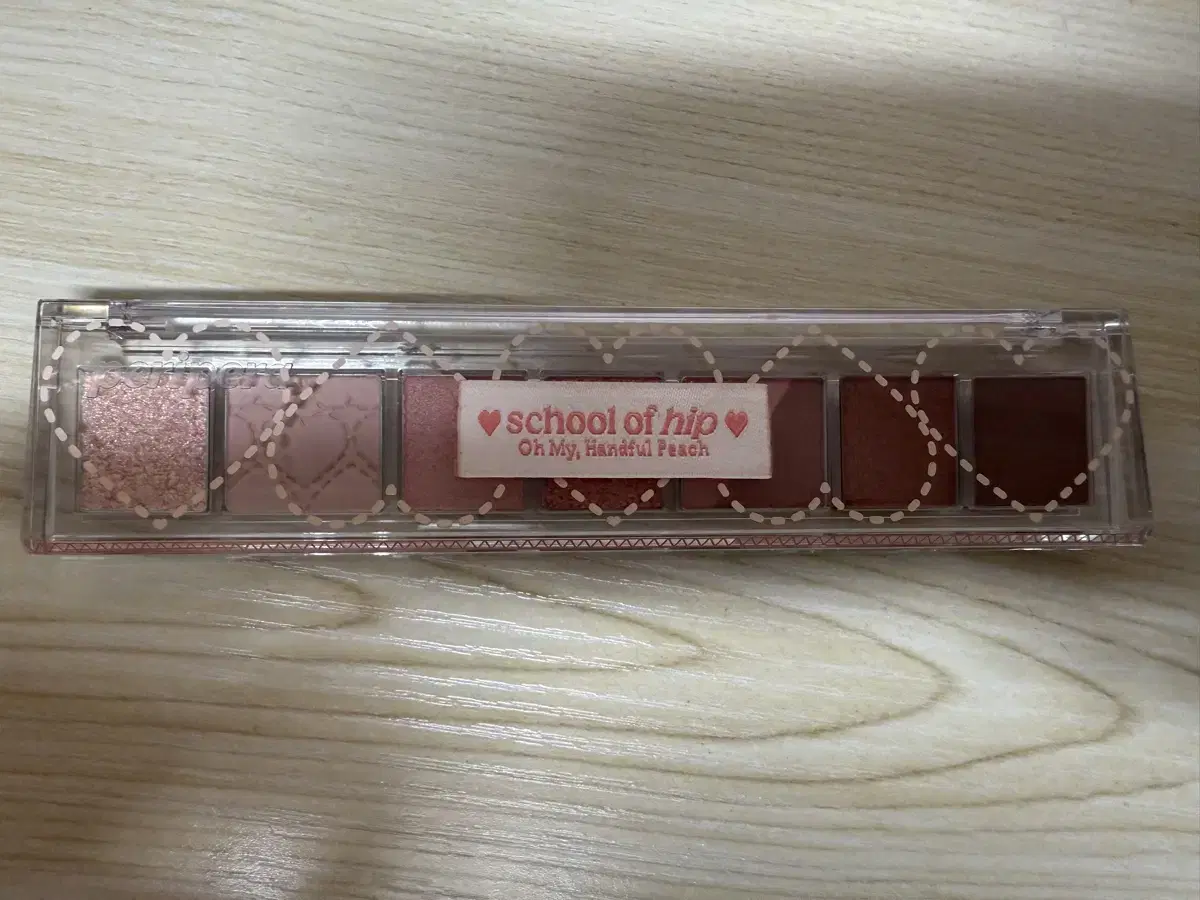 ♥ school of hip ♥
Oh My, Handful Peach